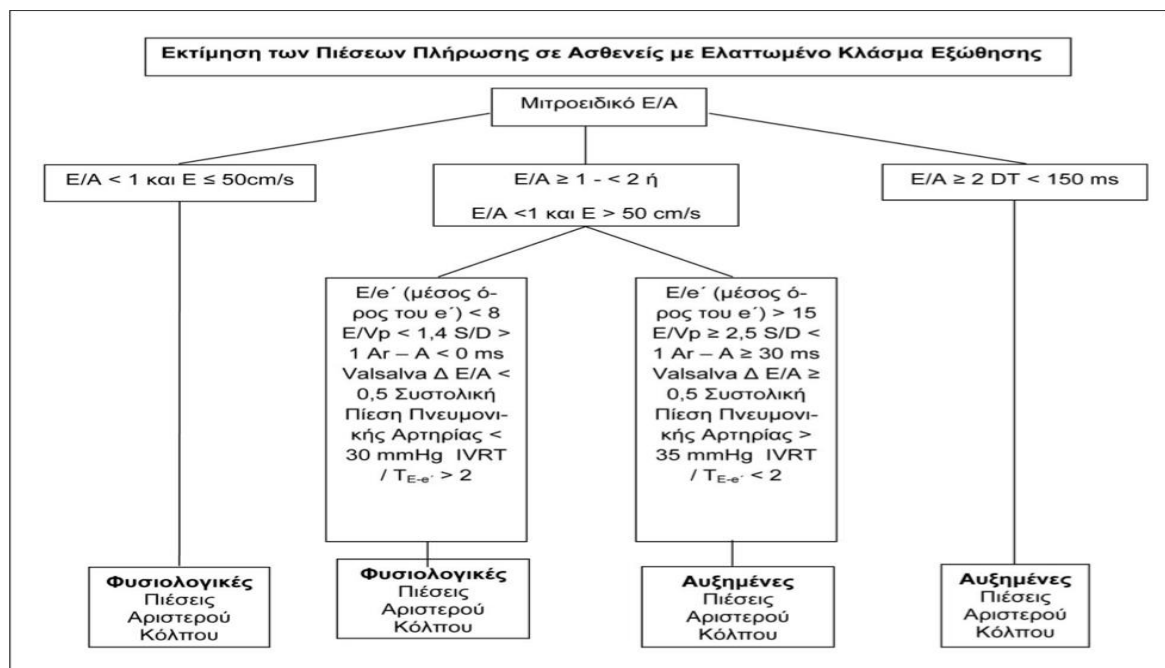 Εκτίμηση των Πιέσεων Πλήρωσης σε Ασθενείς με Ελαττωμένο Κλάσμα Εξώθησης
Μιτροειδικό E/A
E/A < 1 και E ≤ 50cm/s
E/A ≥ 1 - < 2 ή
E/A <1 και E > 50 cm/s
E/A ≥ 2 DT < 150 ms
E/e΄ (μέσος ό-
ρος του e΄) < 8
E/Vp < 1,4 S/D >
1 Ar – A < 0 ms
Valsalva Δ E/A <
0,5 Συστολική
Πίεση Πνευμονι-
κής Αρτηρίας <
30 mmHg IVRT
/ TE-e΄ > 2
E/e΄ (μέσος ό-
ρος του e΄) > 15
E/Vp ≥ 2,5 S/D <
1 Ar – A ≥ 30 ms
Valsalva Δ E/A ≥
0,5 Συστολική
Πίεση Πνευμονι-
κής Αρτηρίας >
35 mmHg IVRT
/ TE-e΄ < 2
Φυσιολογικές
Πιέσεις
Αριστερού
Κόλπου
Φυσιολογικές
Πιέσεις
Αριστερού
Κόλπου
Αυξημένες
Πιέσεις
Αριστερού
Κόλπου
Αυξημένες
Πιέσεις
Αριστερού
Κόλπου